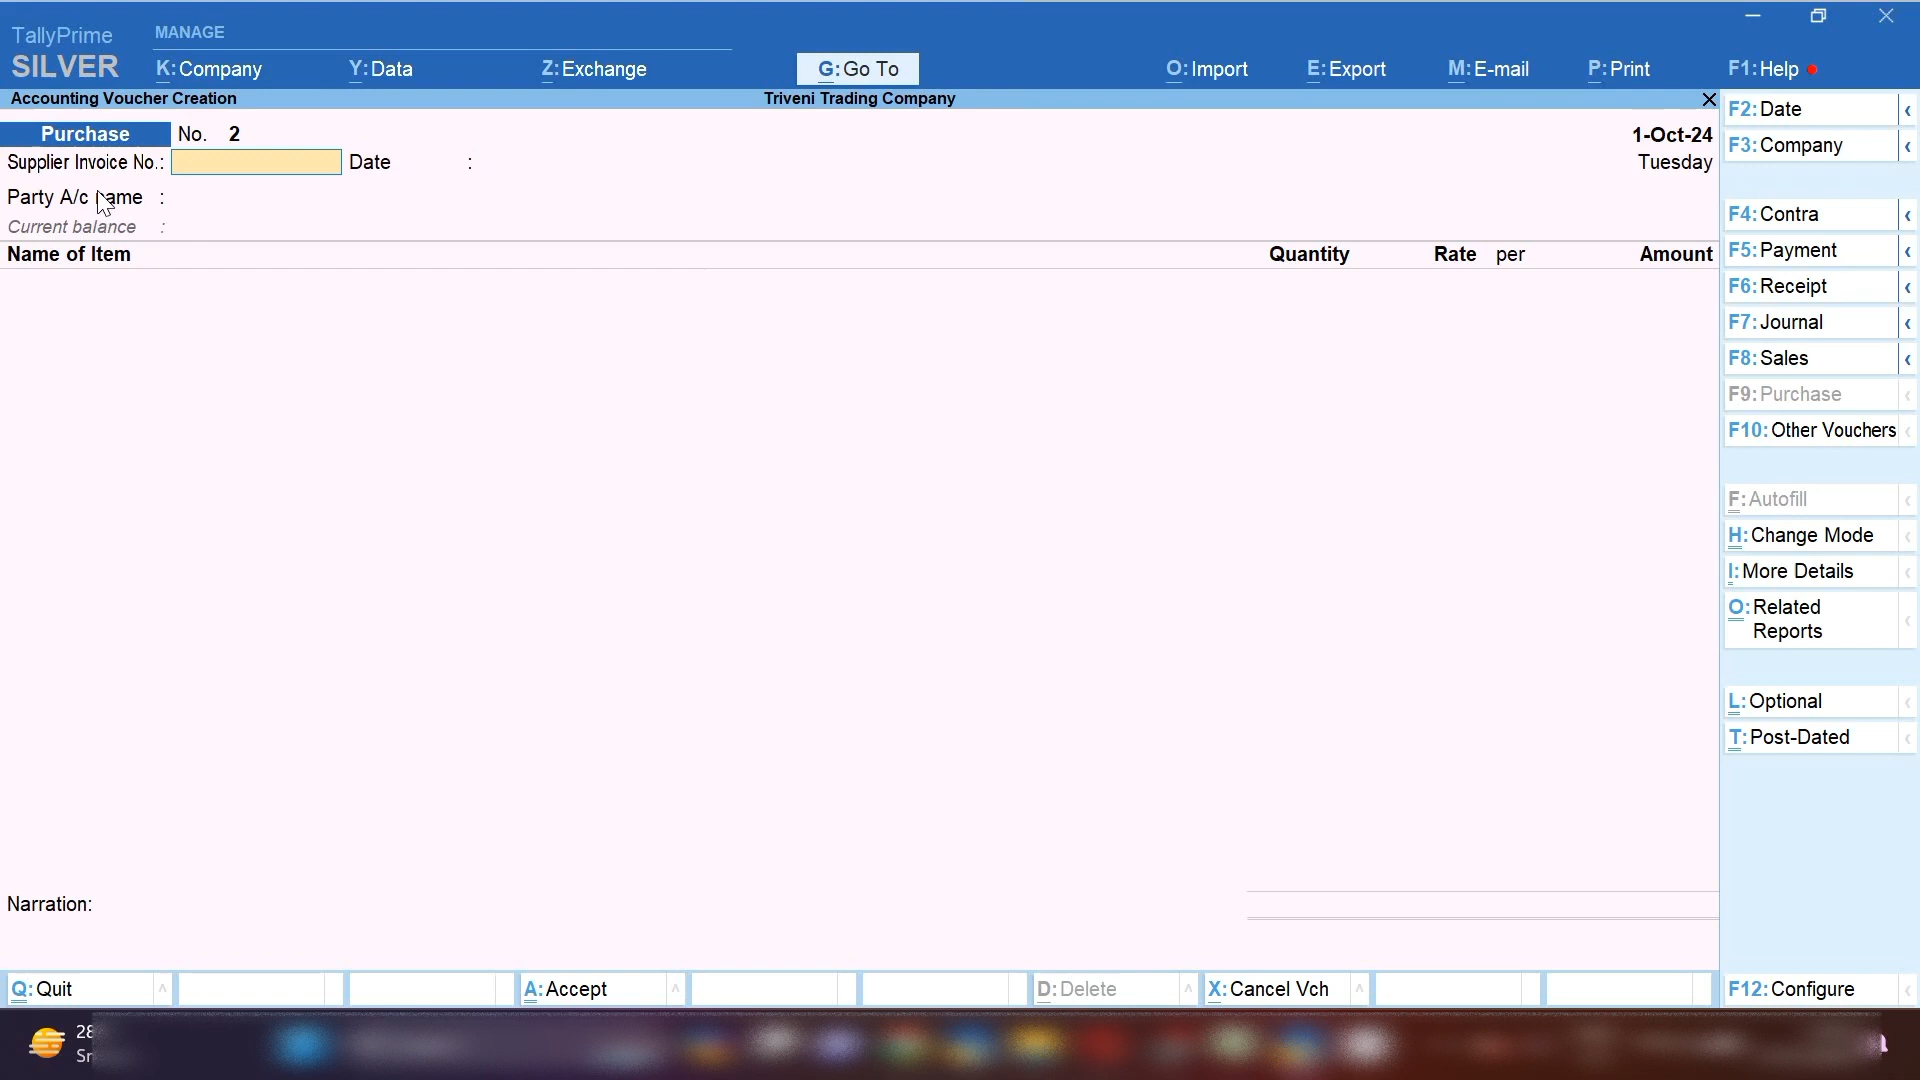 TallyPrime
SILVER
MANAGE
K:Company
Y:Data
Z:Exchange
G:Go To
O:Import
E:Export
M:E-mail
P:Print
F1:Help
Accounting Voucher Creation
Triveni Trading Company
Purchase No. 2
1-Oct-24
Supplier Invoice No.: Date :
Tuesday
Party A/c name :
Current balance :
Name of Item Quantity Rate per Amount
Narration:
F2:Date
F3:Company
F4:Contra
F5:Payment
F6:Receipt
F7:Journal
F8:Sales
F9:Purchase
F10:Other Vouchers
F:Autofill
H:Change Mode
I:More Details
O:Related
Reports
L:Optional
T:Post-Dated
Q:Quit
A:Accept
D:Delete
X:Cancel Vch
F12:Configure